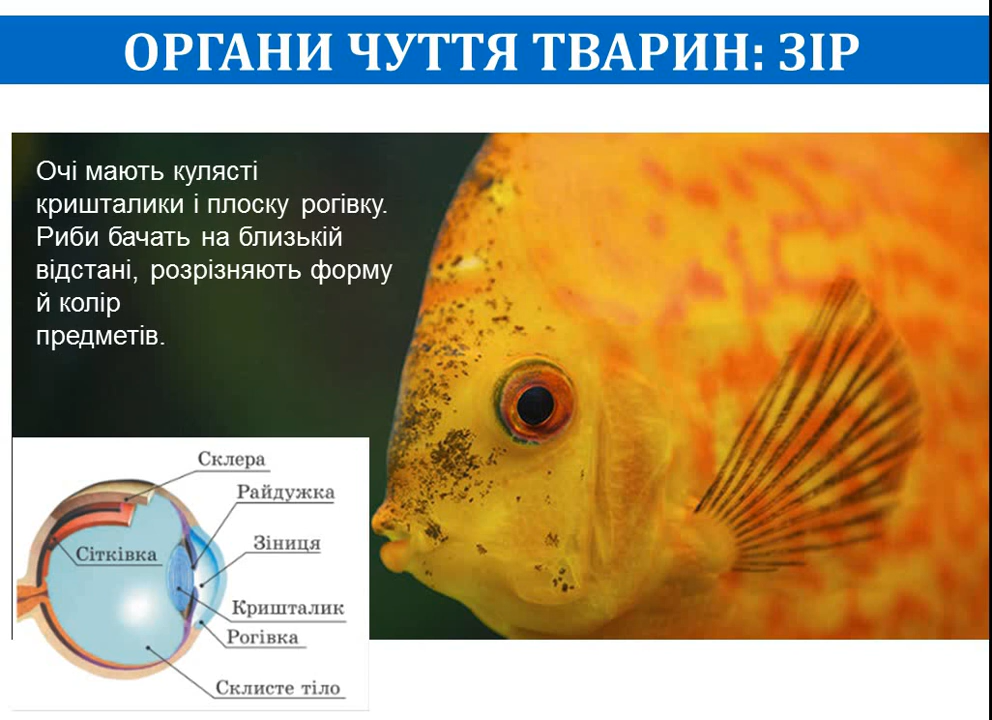 ОРГАНИ ЧУТТЯ ТВАРИН: ЗІР
Очі мають кулясті
кришталики і плоску рогівку.
Риби бачать на близькій
відстані, розрізняють форму
й колір
предметів.
Склера
Райдужка
Зіниця
Сітківка
Кришталик
Рогівка
Склисте тіло